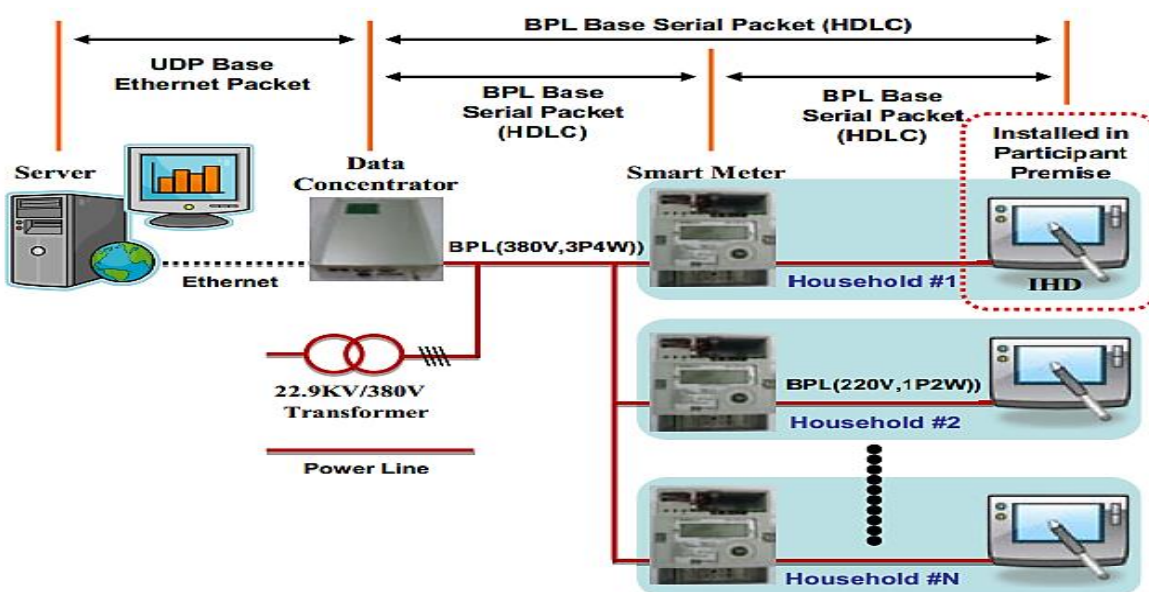 BPL Base Serial Packet (HDLC)
UDP Base
Ethernet Packet
BPL Base
Serial Packet
(HDLC)
BPL Base
Serial Packet
(HDLC)
Installed in
Participant
Premise
Server
Data
Concentrator
Smart Meter
BPL(380V,3P4W))
Ethernet
Household #1
IHD
22.9KV/380V
Transformer
BPL(220V,1P2W))
Household #2
Power Line
Household #N